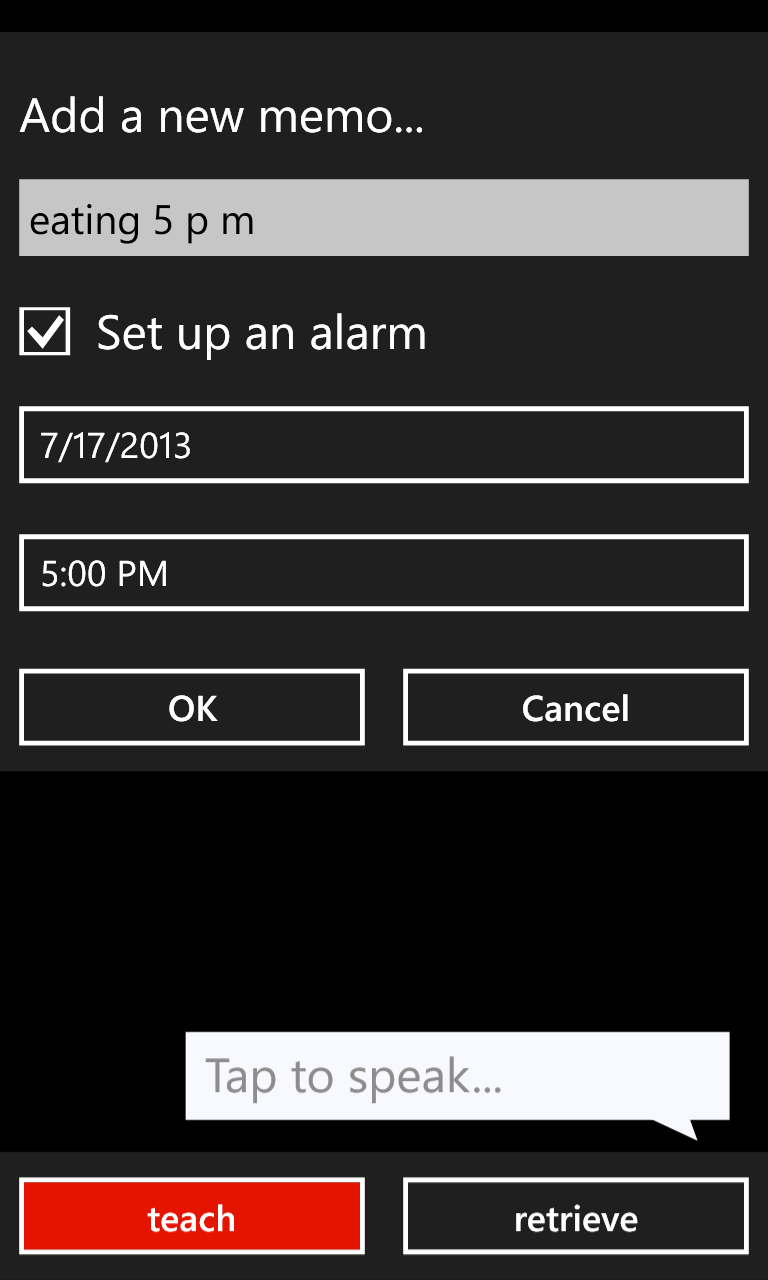 Add a new memo...
eating 5 p m
Set up an alarm
7/17/2013
5:00 PM
OK Cancel
Tap to speak...
teach retrieve